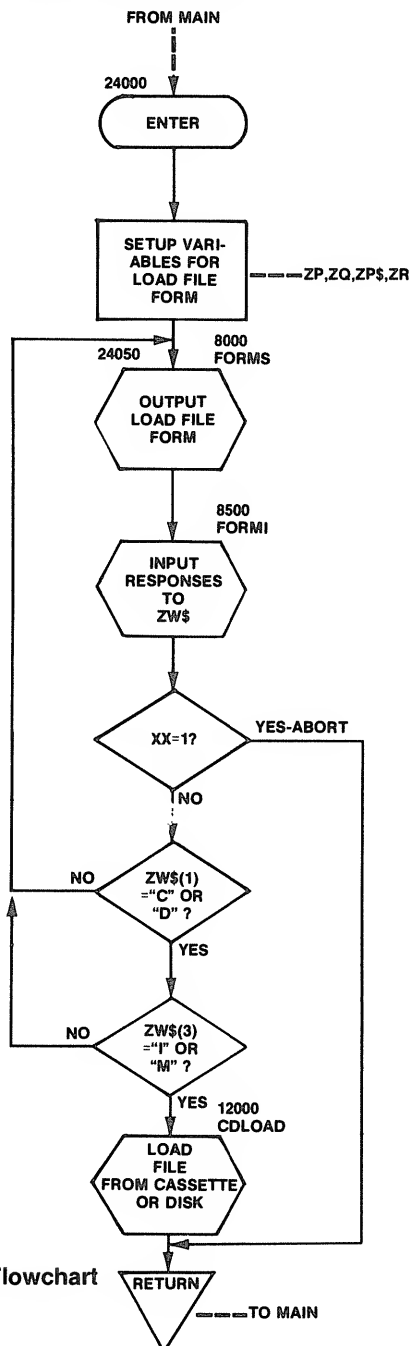 FROM MAIN
24000
ENTER
SETUP VARI-
ABLES FOR
LOAD FILE
FORM
ZP,ZQ,ZP$,ZR
24050
8000
FORMS
OUTPUT
LOAD FILE
FORM
8500
FORMI
INPUT
RESPONSES
TO
ZW$
XX=1?
YES-ABORT
NO
NO
ZW$(1)
="C" OR
"D" ?
YES
NO
ZW$(3)
="I" OR
"M" ?
YES
12000
CDLOAD
LOAD
FILE
FROM CASSETTE
OR DISK
Flowchart
RETURN
TO MAIN